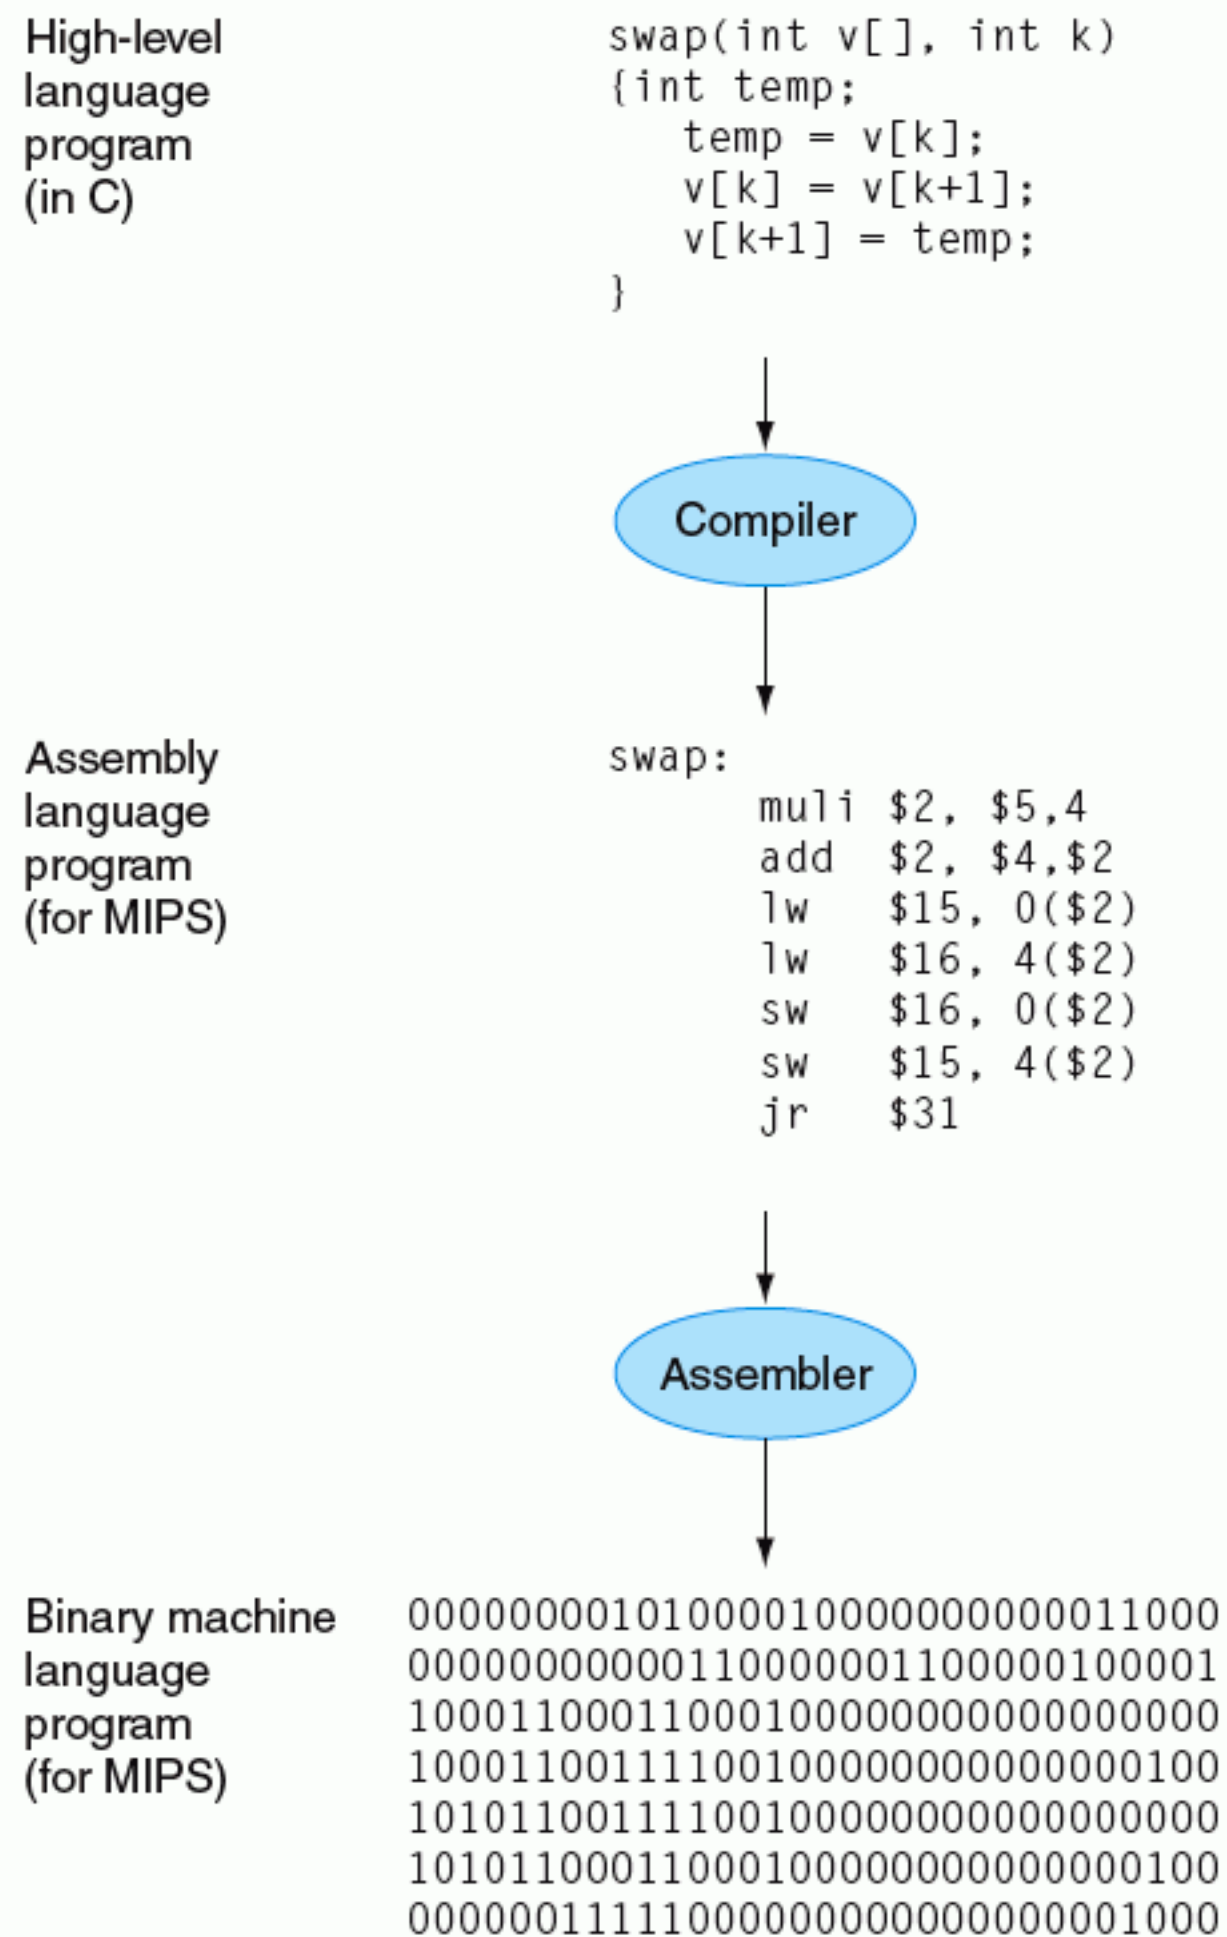 High-level
language
program
(in C)
swap(int v[], int k)
{int temp;
temp = v[k];
v[k] = v[k+1];
v[k+1] = temp;
}
Compiler
Assembly
language
program
(for MIPS)
swap:
muli $2, $5,4
add $2, $4,$2
lw $15, 0($2)
lw $16, 4($2)
sw $16, 0($2)
sw $15, 4($2)
jr $31
Assembler
Binary machine
language
program
(for MIPS)
00000000101000010000000000011000
00000000000110000001100000100001
10001100011000100000000000000000
10001100111100100000000000000100
10101100111100100000000000000000
10101100011000100000000000000100
00000011111000000000000000001000